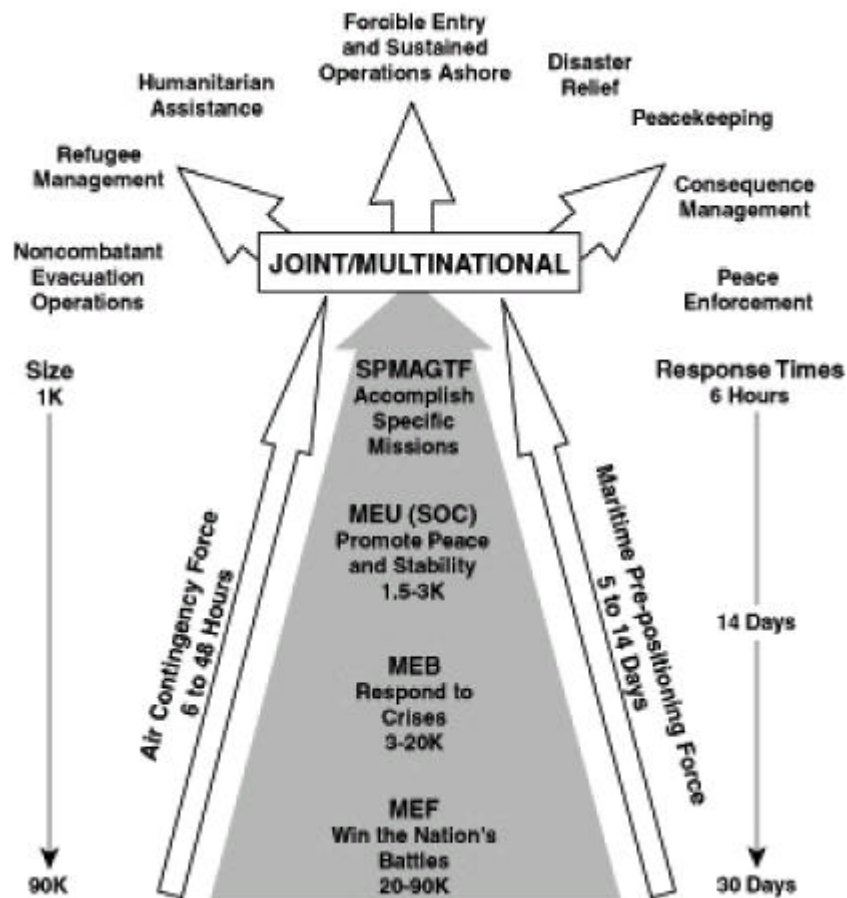 Forcible Entry
and Sustained
Operations Ashore
Humanitarian
Assistance
Disaster
Relief
Peacekeeping
Refugee
Management
Consequence
Management
Noncombatant
Evacuation
Operations
JOINT/MULTINATIONAL
Peace
Enforcement
Size
1K
SPMAGTF
Accomplish
Specific
Missions
Response Times
6 Hours
MEU (SOC)
Promote Peace
and Stability
1.5-3K
Air Contingency Force
6 to 48 Hours
Maritime Pre-positioning Force
5 to 14 Days
14 Days
MEB
Respond to
Crises
3-20K
MEF
Win the Nation's
Battles
20-90K
90K
30 Days